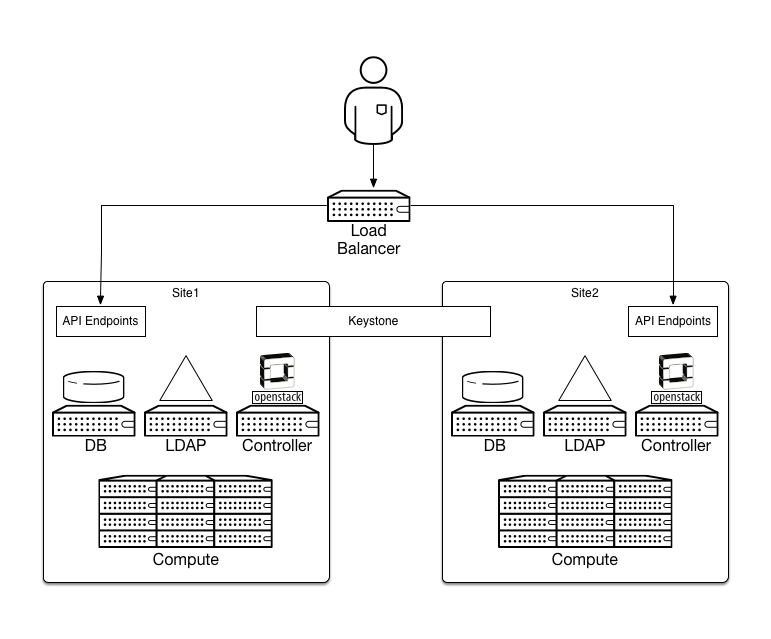 Load
Balancer
Site1
Site2
API Endpoints
Keystone
API Endpoints
openstack
openstack
DB
LDAP
Controller
DB
LDAP
Controller
Compute
Compute